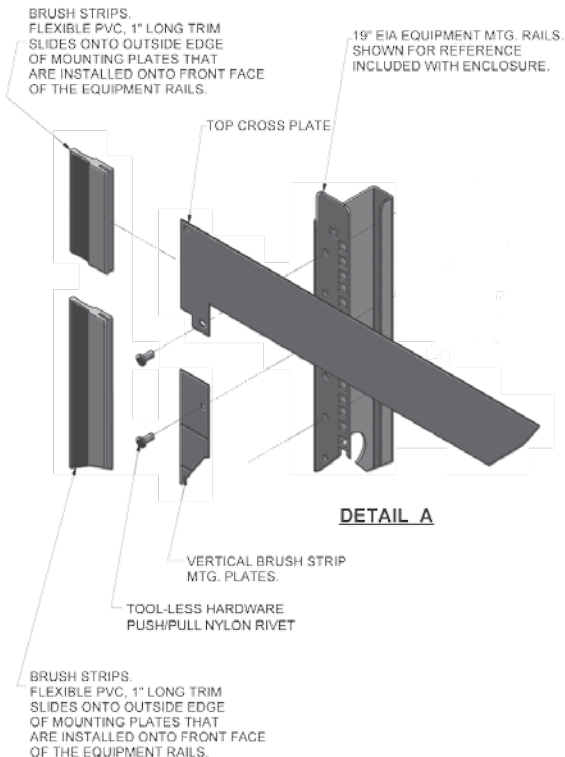 BRUSH STRIPS.
FLEXIBLE PVC, 1" LONG TRIM
SLIDES ONTO OUTSIDE EDGE
OF MOUNTING PLATES THAT
ARE INSTALLED ONTO FRONT FACE
OF THE EQUIPMENT RAILS.
19" EIA EQUIPMENT MTG. RAILS.
SHOWN FOR REFERENCE
INCLUDED WITH ENCLOSURE.
TOP CROSS PLATE
DETAIL A
VERTICAL BRUSH STRIP
MTG. PLATES.
TOOL-LESS HARDWARE
PUSH/PULL NYLON RIVET
BRUSH STRIPS.
FLEXIBLE PVC, 1" LONG TRIM
SLIDES ONTO OUTSIDE EDGE
OF MOUNTING PLATES THAT
ARE INSTALLED ONTO FRONT FACE
OF THE EQUIPMENT RAILS.